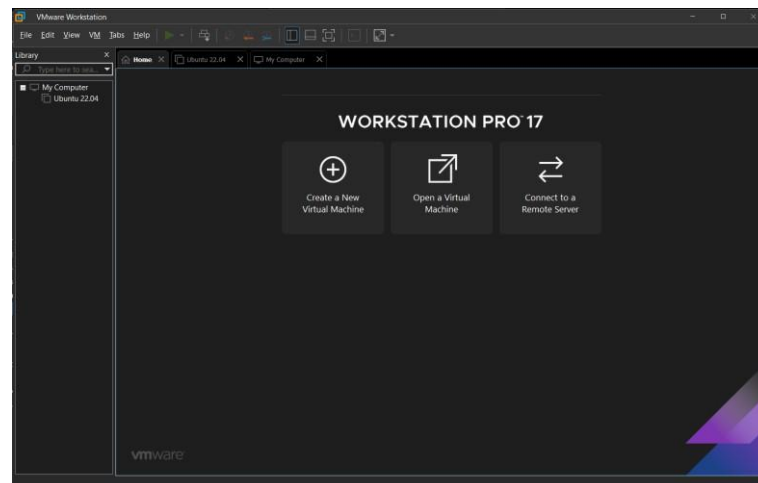 VMware Workstation
File Edit View VM Tabs Help
Library
Type here to sea...
My Computer
Ubuntu 22.04
Home Ubuntu 22.04 My Computer
WORKSTATION PRO™ 17
Create a New
Virtual Machine
Open a Virtual
Machine
Connect to a
Remote Server
vmware